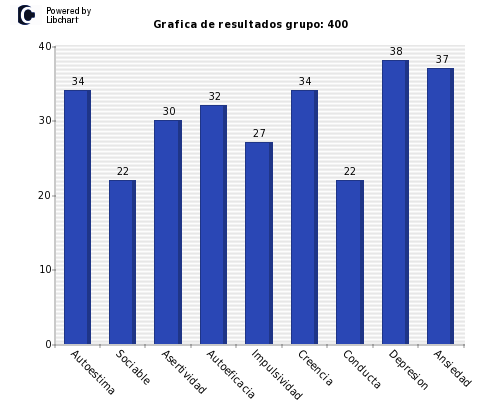 Powered by
Libchart
Grafica de resultados grupo: 400
40
30
20
10
0
34
22
30
32
27
34
22
38
37
Autoestima
Sociable
Asertividad
Autoeficacia
Impulsividad
Creencia
Conducta
Depresion
Ansiedad